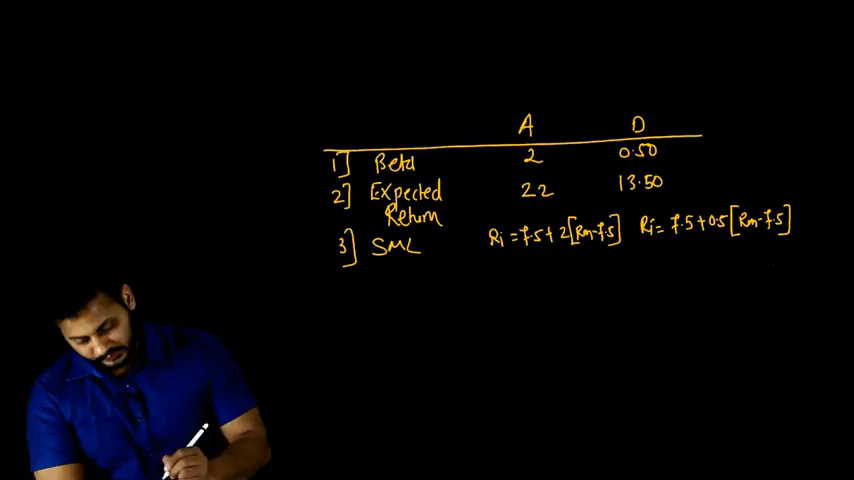 A D
1] Beta 2 0.50
2] Expected Return 22 13.50
3] SML Ri = 7.5 + 2[Rm-7.5] Ri = 7.5 + 0.5[Rm-7.5]